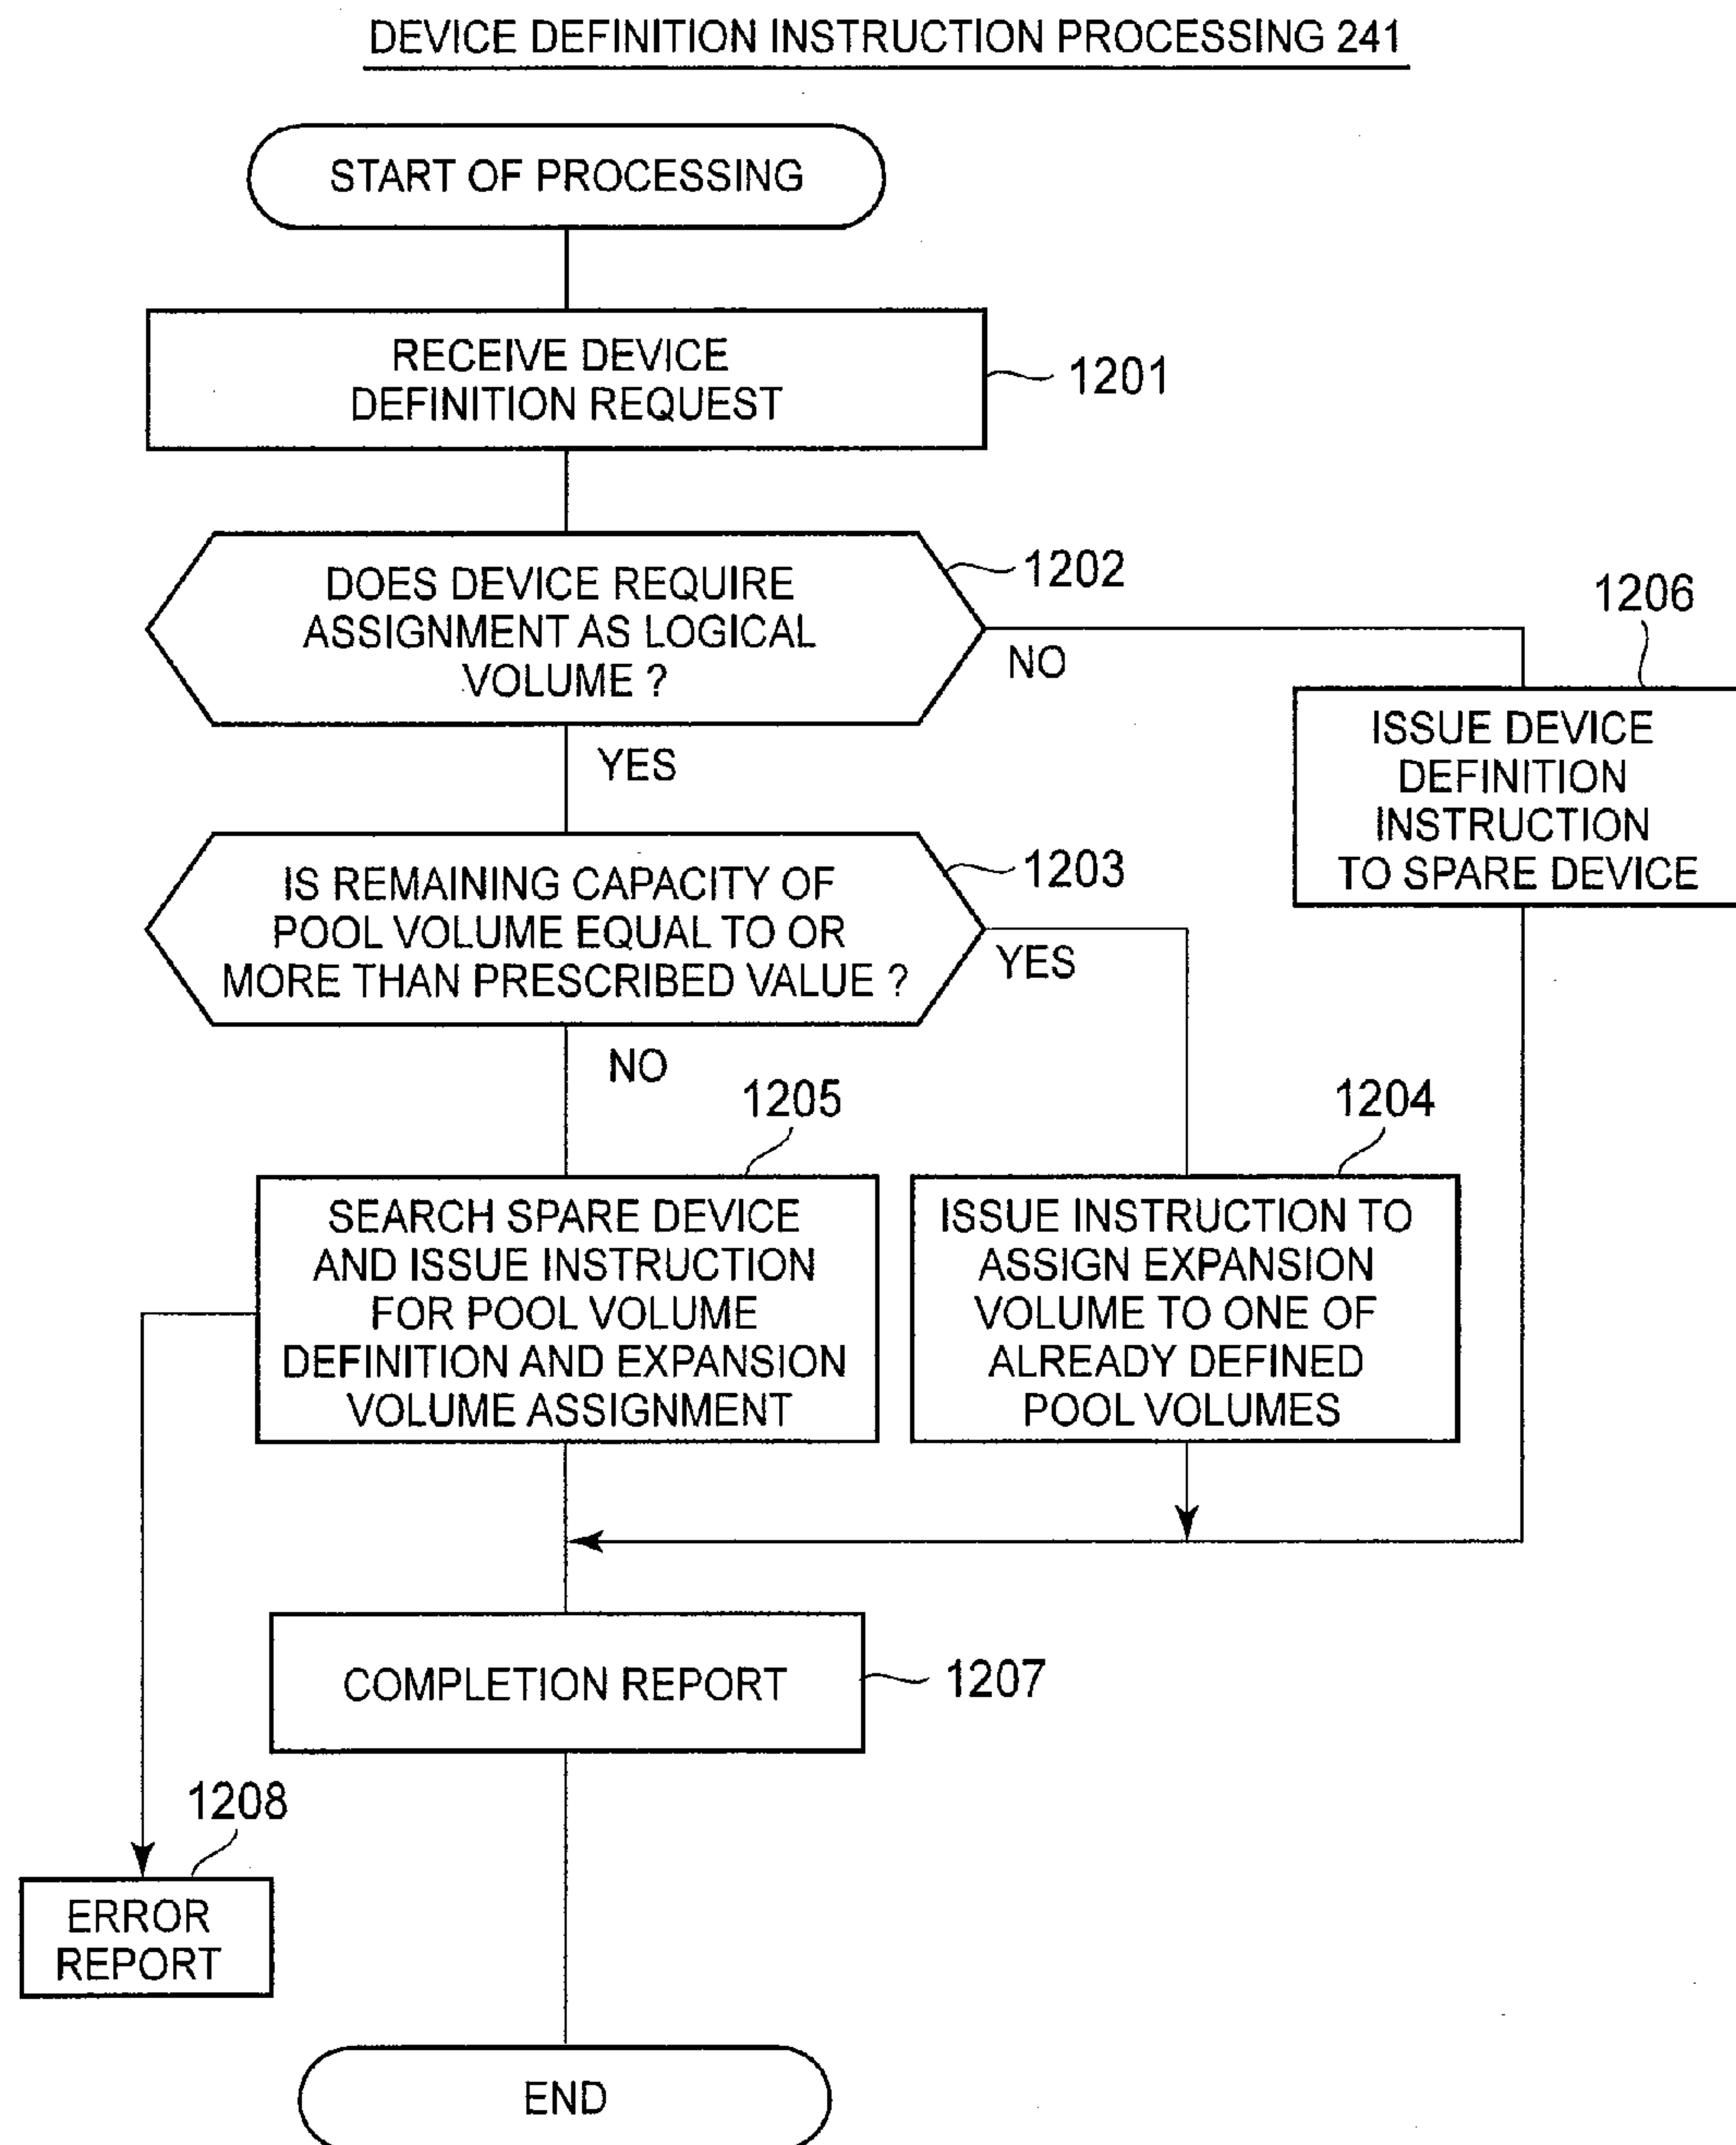 DEVICE DEFINITION INSTRUCTION PROCESSING 241
START OF PROCESSING
RECEIVE DEVICE
DEFINITION REQUEST
1201
DOES DEVICE REQUIRE
ASSIGNMENT AS LOGICAL
VOLUME ?
1202
NO
YES
1206
ISSUE DEVICE
DEFINITION
INSTRUCTION
TO SPARE DEVICE
IS REMAINING CAPACITY OF
POOL VOLUME EQUAL TO OR
MORE THAN PRESCRIBED VALUE ?
1203
YES
NO
1205
SEARCH SPARE DEVICE
AND ISSUE INSTRUCTION
FOR POOL VOLUME
DEFINITION AND EXPANSION
VOLUME ASSIGNMENT
1204
ISSUE INSTRUCTION TO
ASSIGN EXPANSION
VOLUME TO ONE OF
ALREADY DEFINED
POOL VOLUMES
COMPLETION REPORT
1207
1208
ERROR
REPORT
END